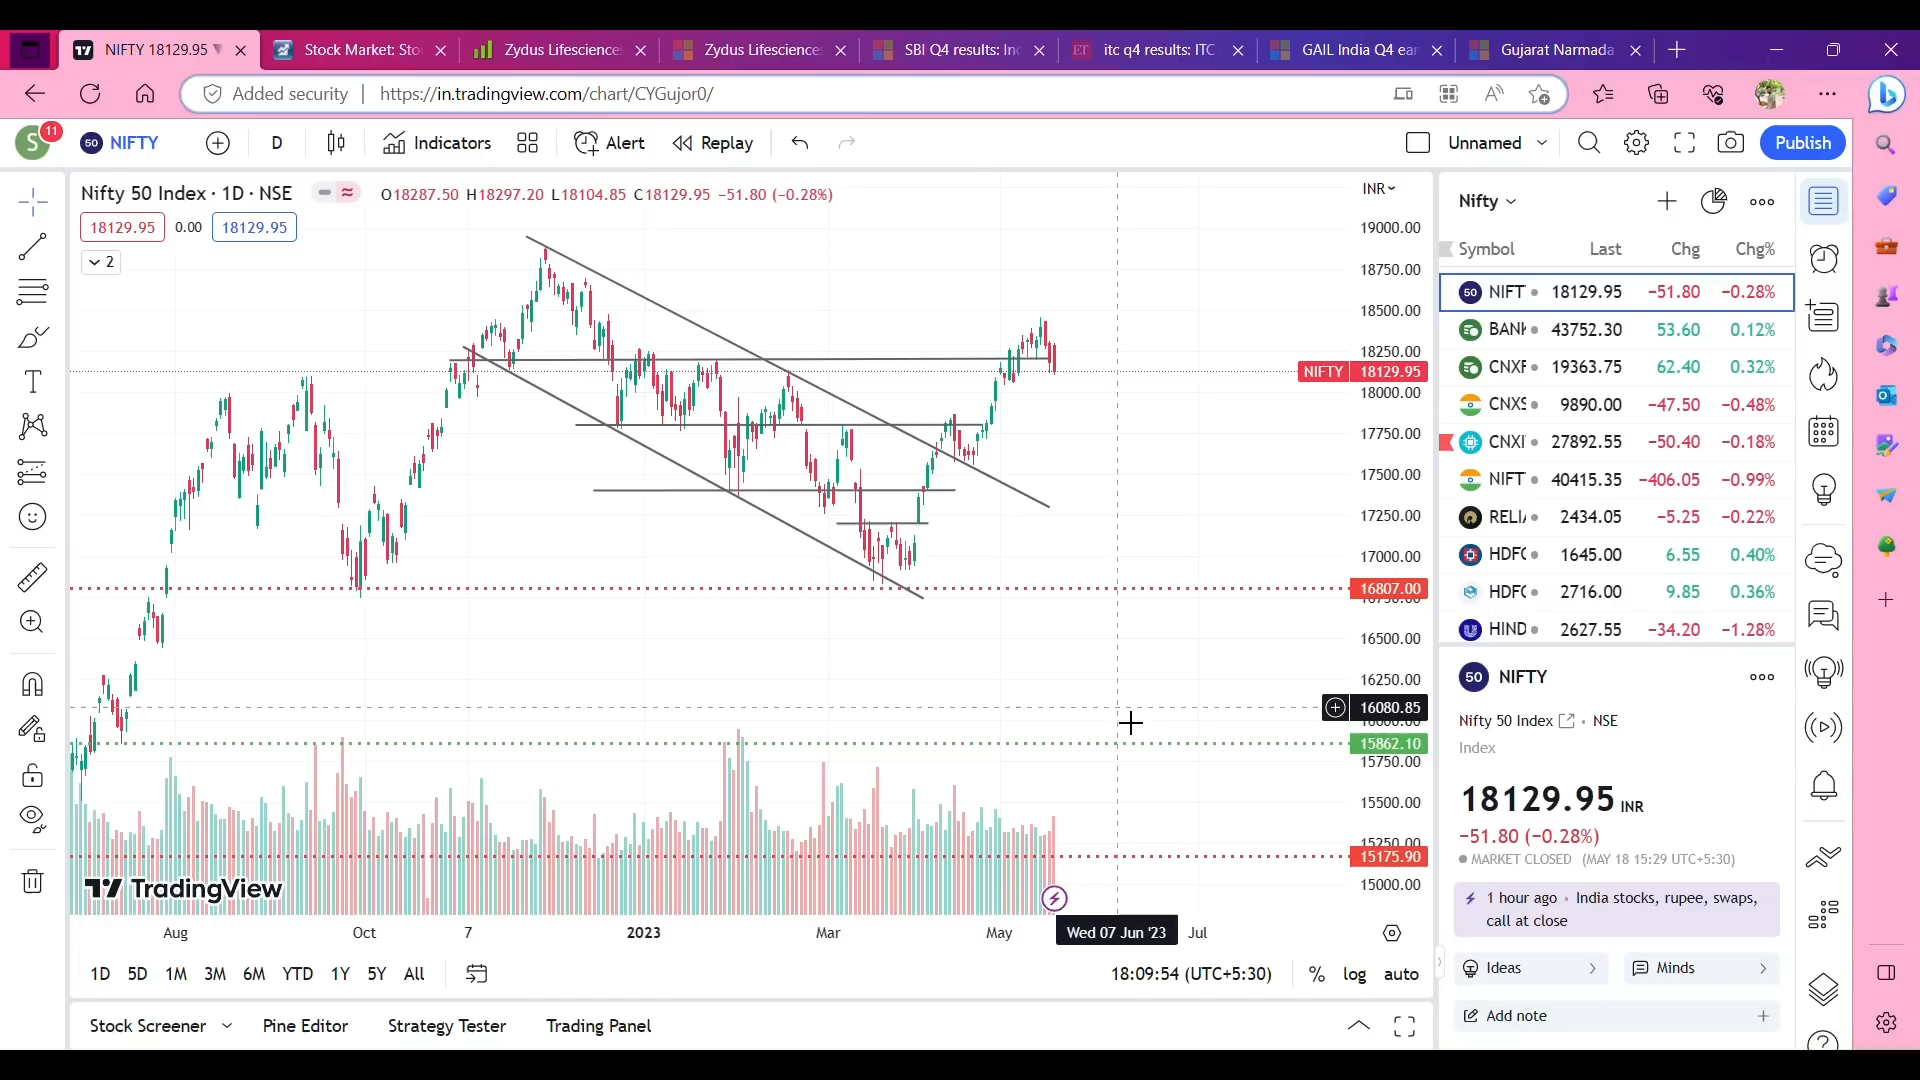 NIFTY 18129.95
Stock Market: Sto
Zydus Lifescience
Zydus Lifescience
SBI Q4 results: In
itc q4 results: ITC
GAIL India Q4 ear
Gujarat Narmada
Added security
https://in.tradingview.com/chart/CYGujor0/
S 11
50 NIFTY
D
Indicators
Alert
Replay
Unnamed
Publish
Nifty 50 Index · 1D · NSE
O18287.50 H18297.20 L18104.85 C18129.95 −51.80 (−0.28%)
INR
18129.95 0.00 18129.95
2
19000.00
18750.00
18500.00
18250.00
NIFTY 18129.95
18000.00
17750.00
17500.00
17250.00
17000.00
16807.00
16500.00
16250.00
16080.85
15862.10
15750.00
15500.00
15250.00
15175.90
15000.00
TradingView
Aug
Oct
7
2023
Mar
May
Wed 07 Jun '23
Jul
1D 5D 1M 3M 6M YTD 1Y 5Y All
18:09:54 (UTC+5:30)
% log auto
Stock Screener
Pine Editor
Strategy Tester
Trading Panel
Nifty
Symbol Last Chg Chg%
50 NIFT 18129.95 −51.80 −0.28%
BANK 43752.30 53.60 0.12%
CNXF 19363.75 62.40 0.32%
CNXS 9890.00 −47.50 −0.48%
CNXI 27892.55 −50.40 −0.18%
NIFT 40415.35 −406.05 −0.99%
RELI 2434.05 −5.25 −0.22%
HDFC 1645.00 6.55 0.40%
HDFC 2716.00 9.85 0.36%
HIND 2627.55 −34.20 −1.28%
50 NIFTY
Nifty 50 Index · NSE
Index
18129.95 INR
−51.80 (−0.28%)
MARKET CLOSED (MAY 18 15:29 UTC+5:30)
1 hour ago · India stocks, rupee, swaps,
call at close
Ideas
Minds
Add note